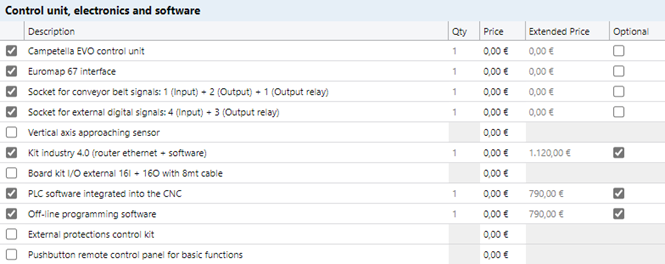 Control unit, electronics and software
Description Qty Price Extended Price Optional
Campetella EVO control unit 1 0,00 € 0,00 €
Euromap 67 interface 1 0,00 € 0,00 €
Socket for conveyor belt signals: 1 (Input) + 2 (Output) + 1 (Output relay) 1 0,00 € 0,00 €
Socket for external digital signals: 4 (Input) + 3 (Output relay) 1 0,00 € 0,00 €
Vertical axis approaching sensor 0,00 €
Kit industry 4.0 (router ethernet + software) 1 0,00 € 1.120,00 €
Board kit I/O external 16I + 16O with 8mt cable 0,00 €
PLC software integrated into the CNC 1 0,00 € 790,00 €
Off-line programming software 1 0,00 € 790,00 €
External protections control kit 0,00 €
Pushbutton remote control panel for basic functions 0,00 €